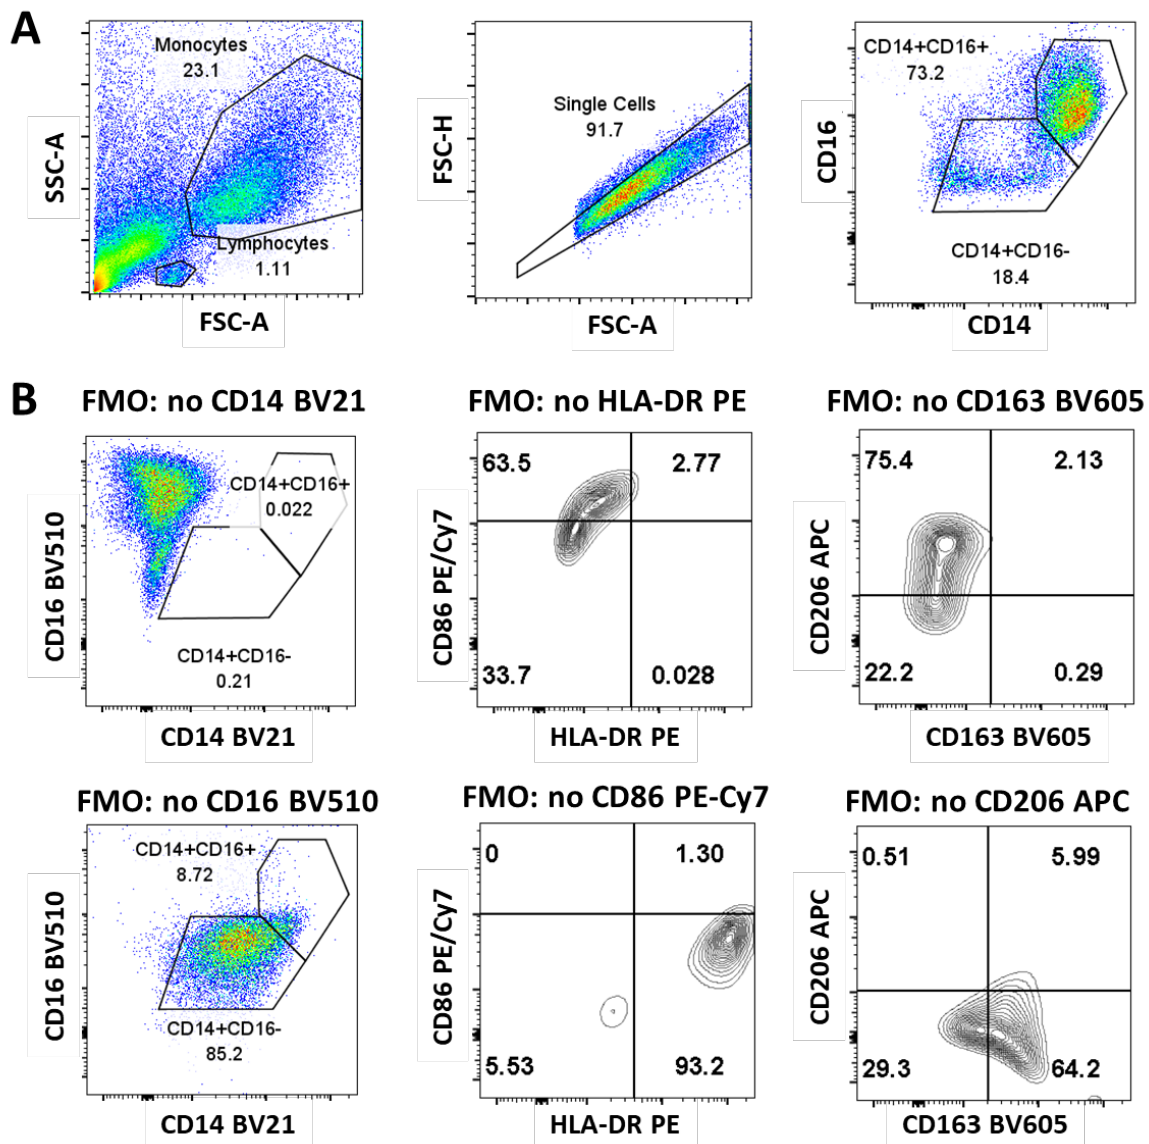 A
Monocytes
23.1
SSC-A
Lymphocytes
1.11
FSC-A
Single Cells
91.7
FSC-H
FSC-A
CD14+CD16+
73.2
CD16
CD14+CD16-
18.4
CD14
B
FMO: no CD14 BV21
CD14+CD16+
0.022
CD16 BV510
CD14+CD16-
0.21
CD14 BV21
FMO: no HLA-DR PE
63.5
2.77
CD86 PE/Cy7
33.7
0.028
HLA-DR PE
FMO: no CD163 BV605
75.4
2.13
CD206 APC
22.2
0.29
CD163 BV605
FMO: no CD16 BV510
CD14+CD16+
8.72
CD16 BV510
CD14+CD16-
85.2
CD14 BV21
FMO: no CD86 PE-Cy7
0
1.30
CD86 PE/Cy7
5.53
93.2
HLA-DR PE
FMO: no CD206 APC
0.51
5.99
CD206 APC
29.3
64.2
CD163 BV605